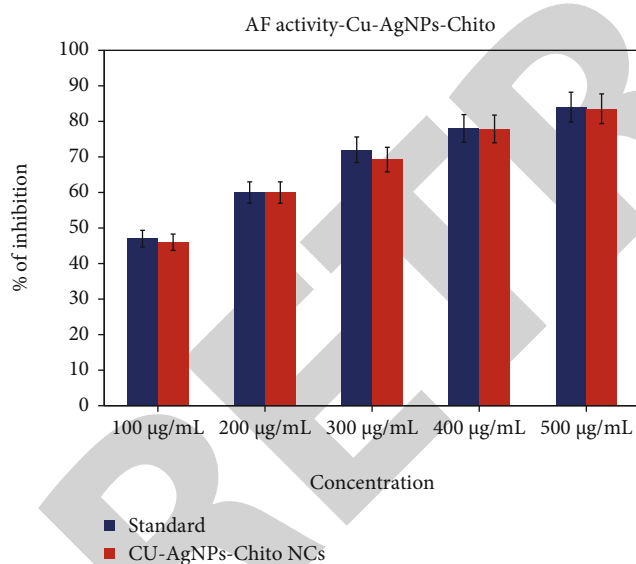 AF activity-Cu-AgNPs-Chito
100
90
80
70
60
50
40
30
20
10
0
% of inhibition
100 µg/mL 200 µg/mL 300 µg/mL 400 µg/mL 500 µg/mL
Concentration
Standard
CU-AgNPs-Chito NCs
RETR